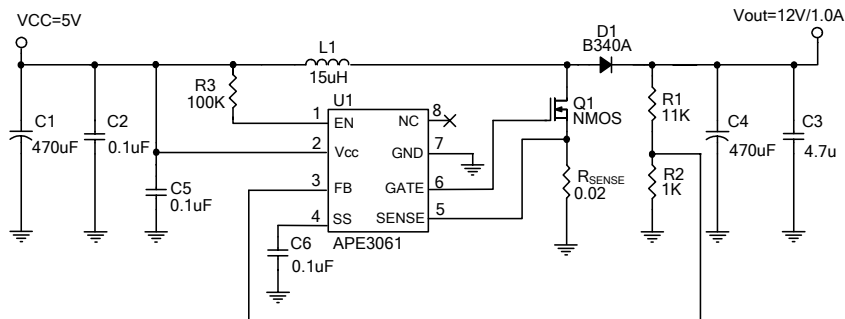 VCC=5V
Vout=12V/1.0A
L1
15uH
D1
B340A
R3
100K
U1
C1
470uF
C2
0.1uF
C5
0.1uF
1
EN
NC
8
2
Vcc
GND
7
3
FB
GATE
6
4
SS
SENSE
5
APE3061
C6
0.1uF
Q1
NMOS
RSENSE
0.02
R1
11K
R2
1K
C4
470uF
C3
4.7u